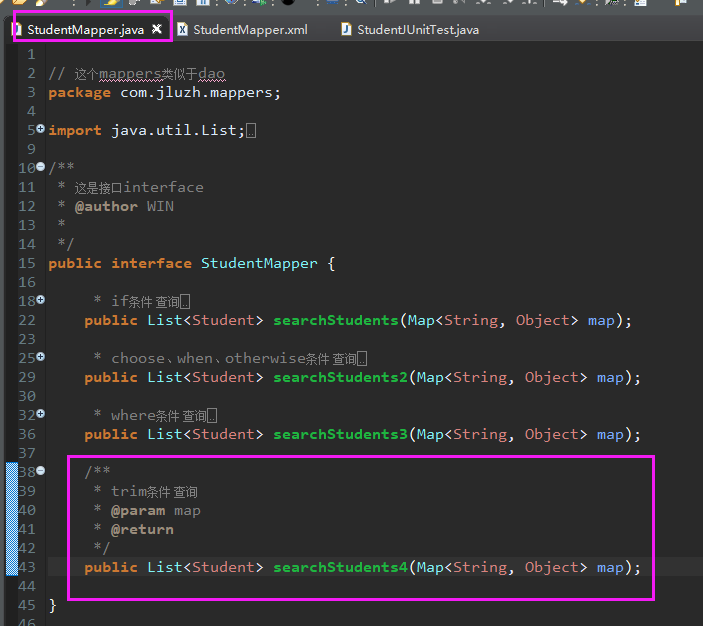 StudentMapper.java StudentMapper.xml StudentJUnitTest.java
1
2 // 这个mappers类似于dao
3 package com.jluzh.mappers;
4
5 import java.util.List;
9
10 /**
11 * 这是接口interface
12 * @author WIN
13 *
14 */
15 public interface StudentMapper {
16
18 * if条件查询
22 public List<Student> searchStudents(Map<String, Object> map);
23
25 * choose、when、otherwise条件查询
29 public List<Student> searchStudents2(Map<String, Object> map);
30
32 * where条件查询
36 public List<Student> searchStudents3(Map<String, Object> map);
37
38 /**
39 * trim条件查询
40 * @param map
41 * @return
42 */
43 public List<Student> searchStudents4(Map<String, Object> map);
44
45 }
46